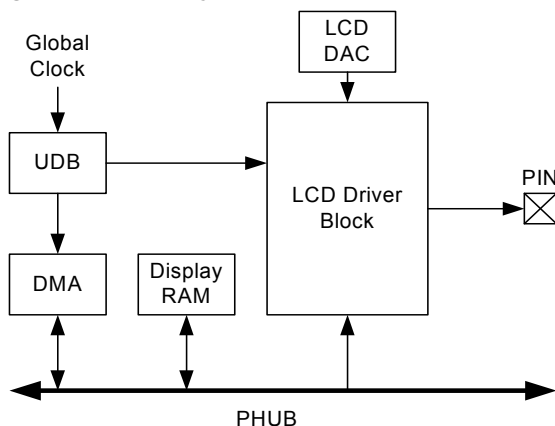 LCD
DAC
Global
Clock
UDB
LCD Driver
Block
PIN
DMA
Display
RAM
PHUB